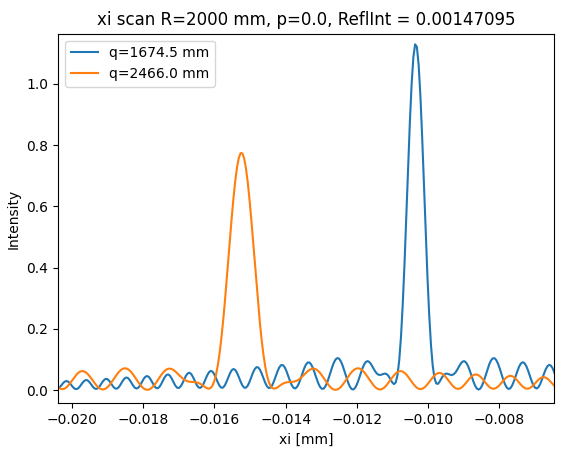 xi scan R=2000 mm, p=0.0, ReflInt = 0.00147095
q=1674.5 mm
q=2466.0 mm
Intensity
1.0
0.8
0.6
0.4
0.2
0.0
−0.020 −0.018 −0.016 −0.014 −0.012 −0.010 −0.008
xi [mm]